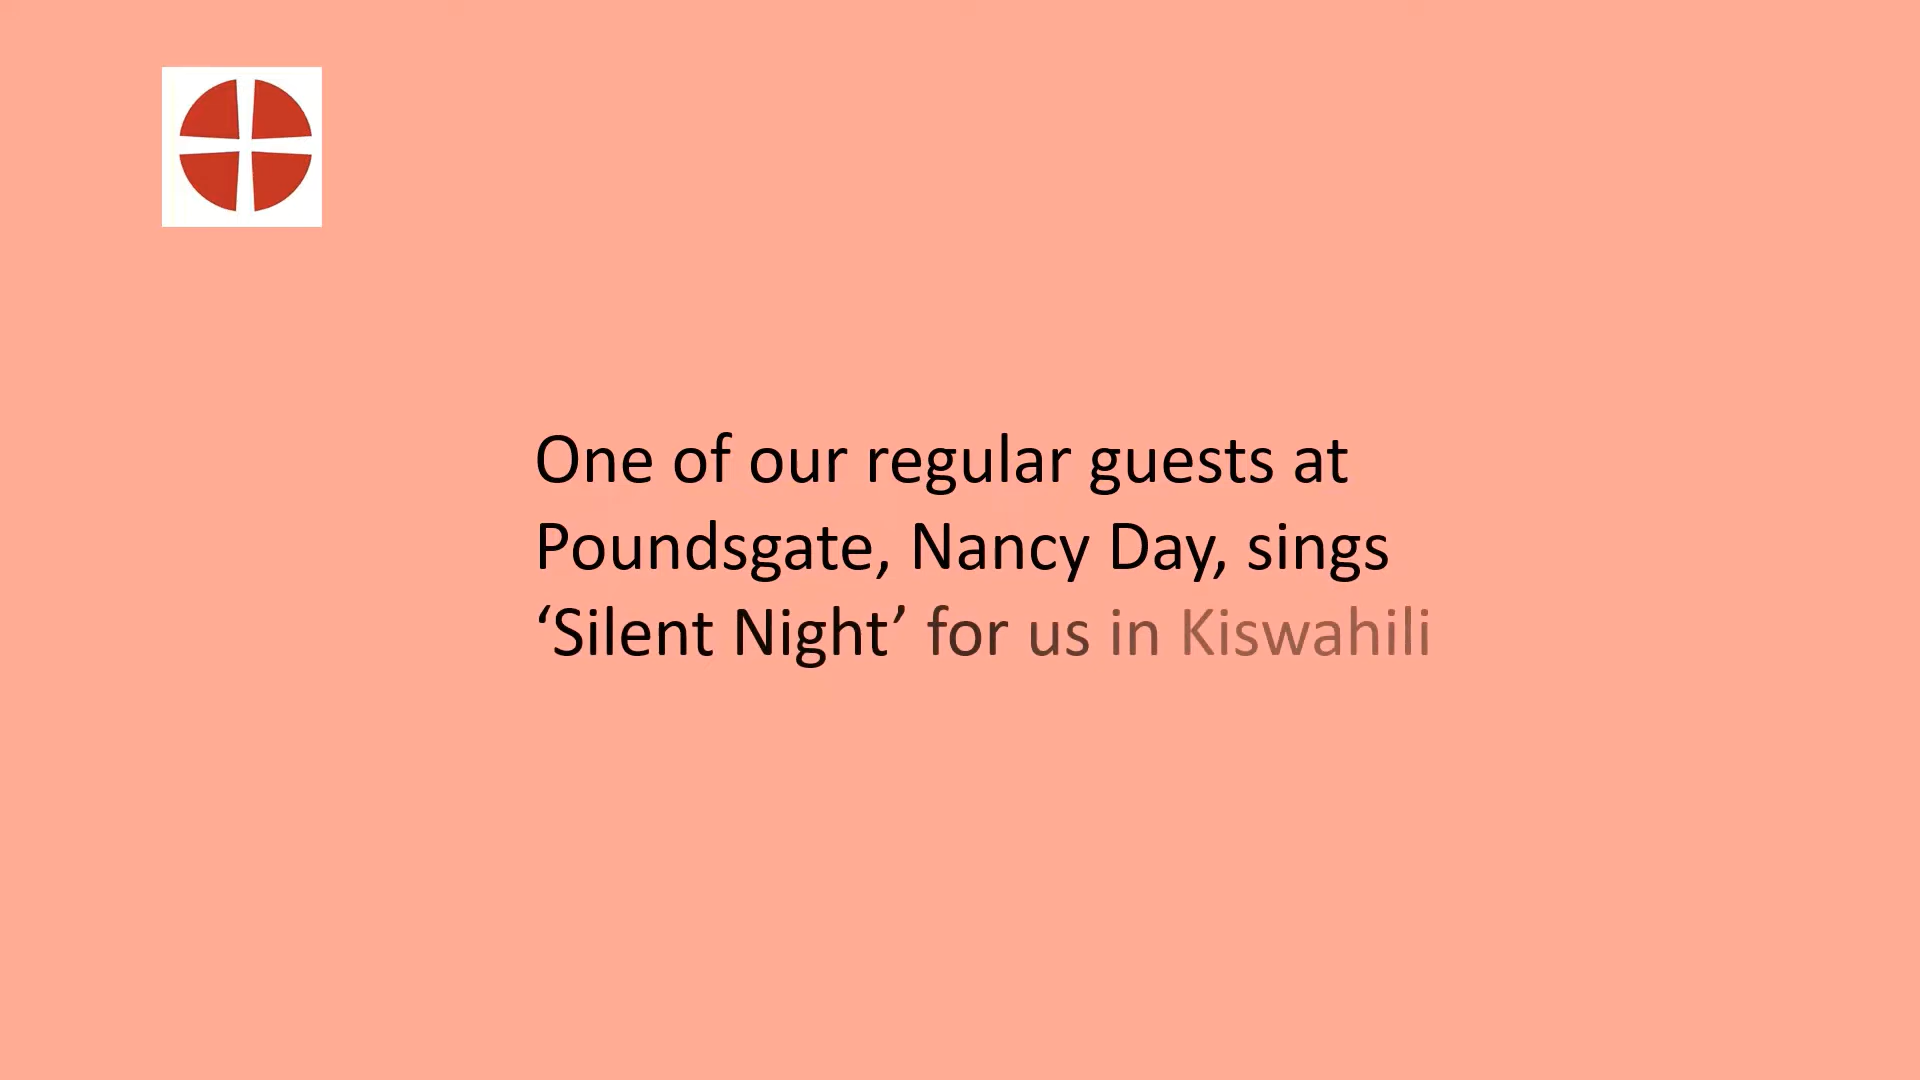 One of our regular guests at
Poundsgate, Nancy Day, sings
‘Silent Night’ for us in Kiswahili